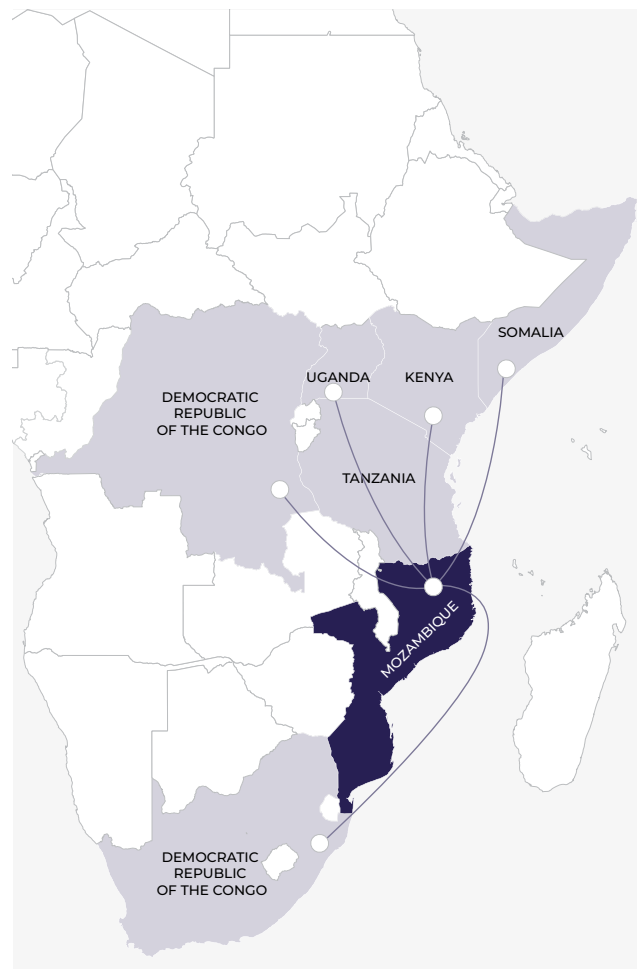 SOMALIA
UGANDA
KENYA
DEMOCRATIC
REPUBLIC
OF THE CONGO
TANZANIA
MOZAMBIQUE
DEMOCRATIC
REPUBLIC
OF THE CONGO